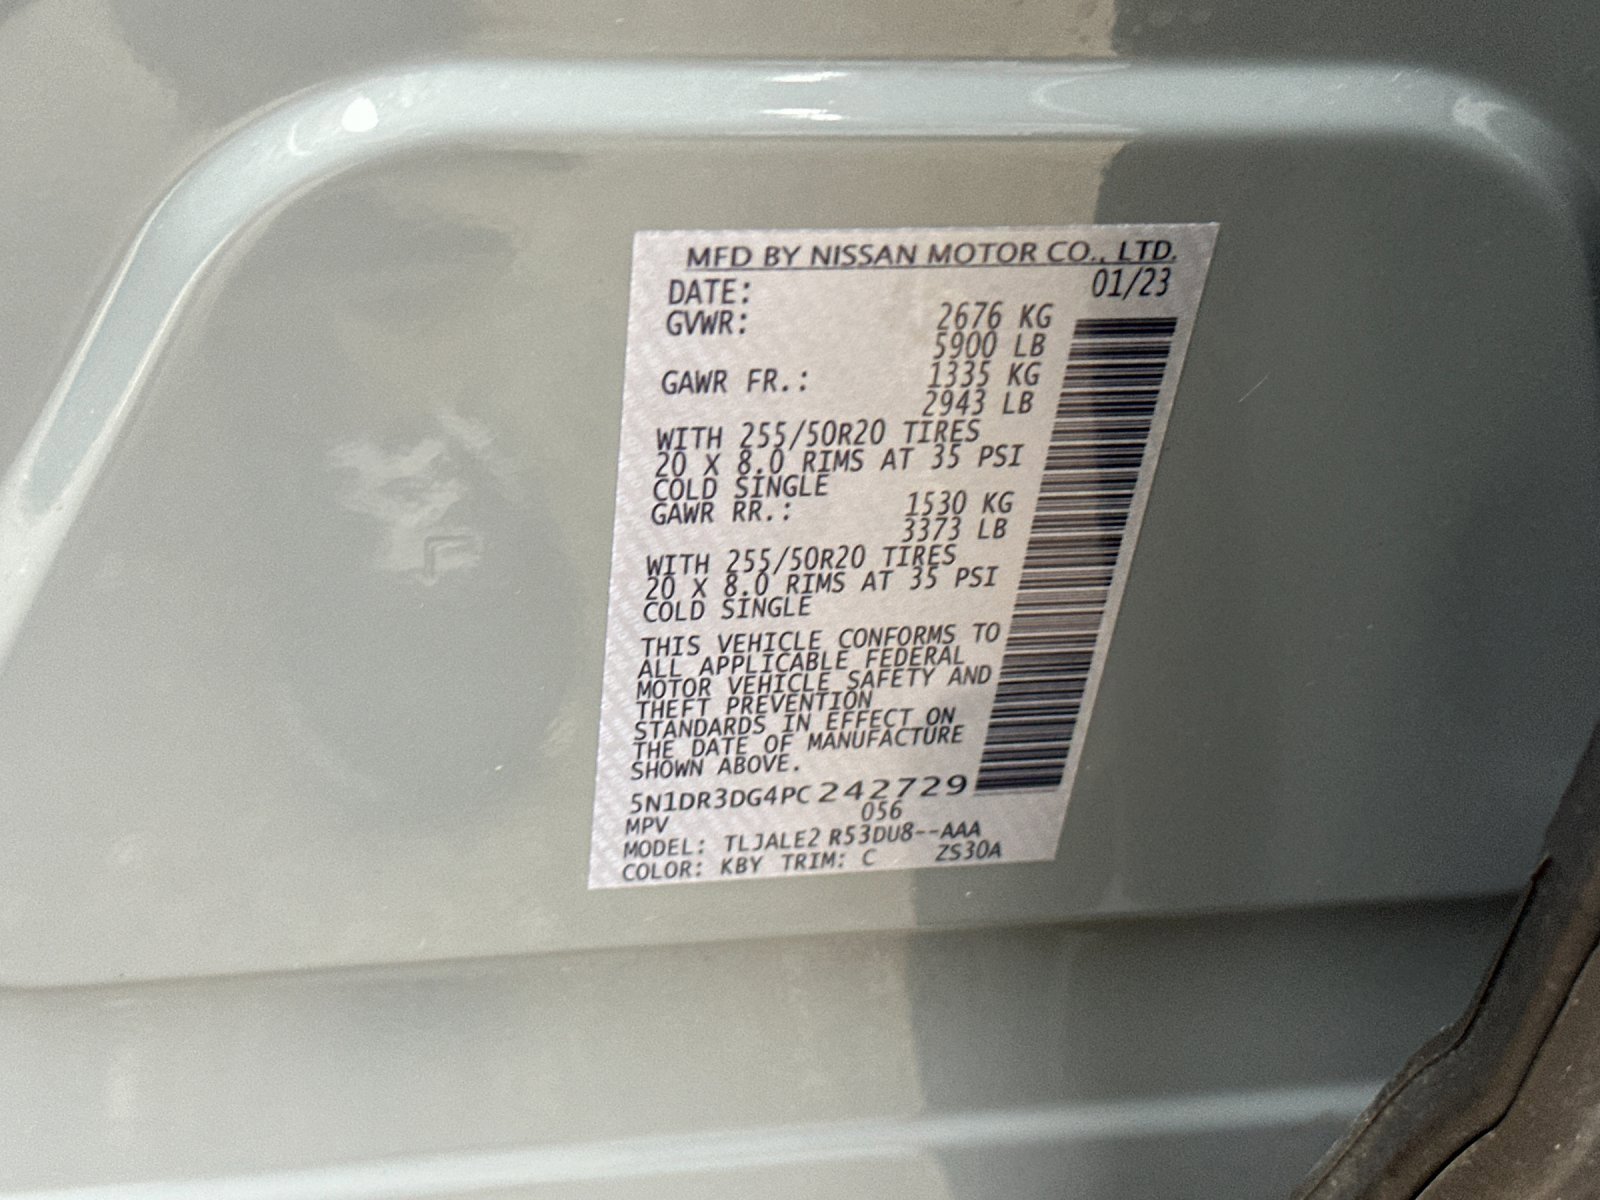 MFD BY NISSAN MOTOR CO., LTD.
DATE: 01/23
GVWR: 2676 KG
5900 LB
GAWR FR.: 1335 KG
2943 LB
WITH 255/50R20 TIRES
20 X 8.0 RIMS AT 35 PSI
COLD SINGLE
GAWR RR.: 1530 KG
3373 LB
WITH 255/50R20 TIRES
20 X 8.0 RIMS AT 35 PSI
COLD SINGLE
THIS VEHICLE CONFORMS TO
ALL APPLICABLE FEDERAL
MOTOR VEHICLE SAFETY AND
THEFT PREVENTION
STANDARDS IN EFFECT ON
THE DATE OF MANUFACTURE
SHOWN ABOVE.
5N1DR3DG4PC242729
MPV 056
MODEL: TLJALE2 R53DU8--AAA
COLOR: KBY TRIM: C ZS30A